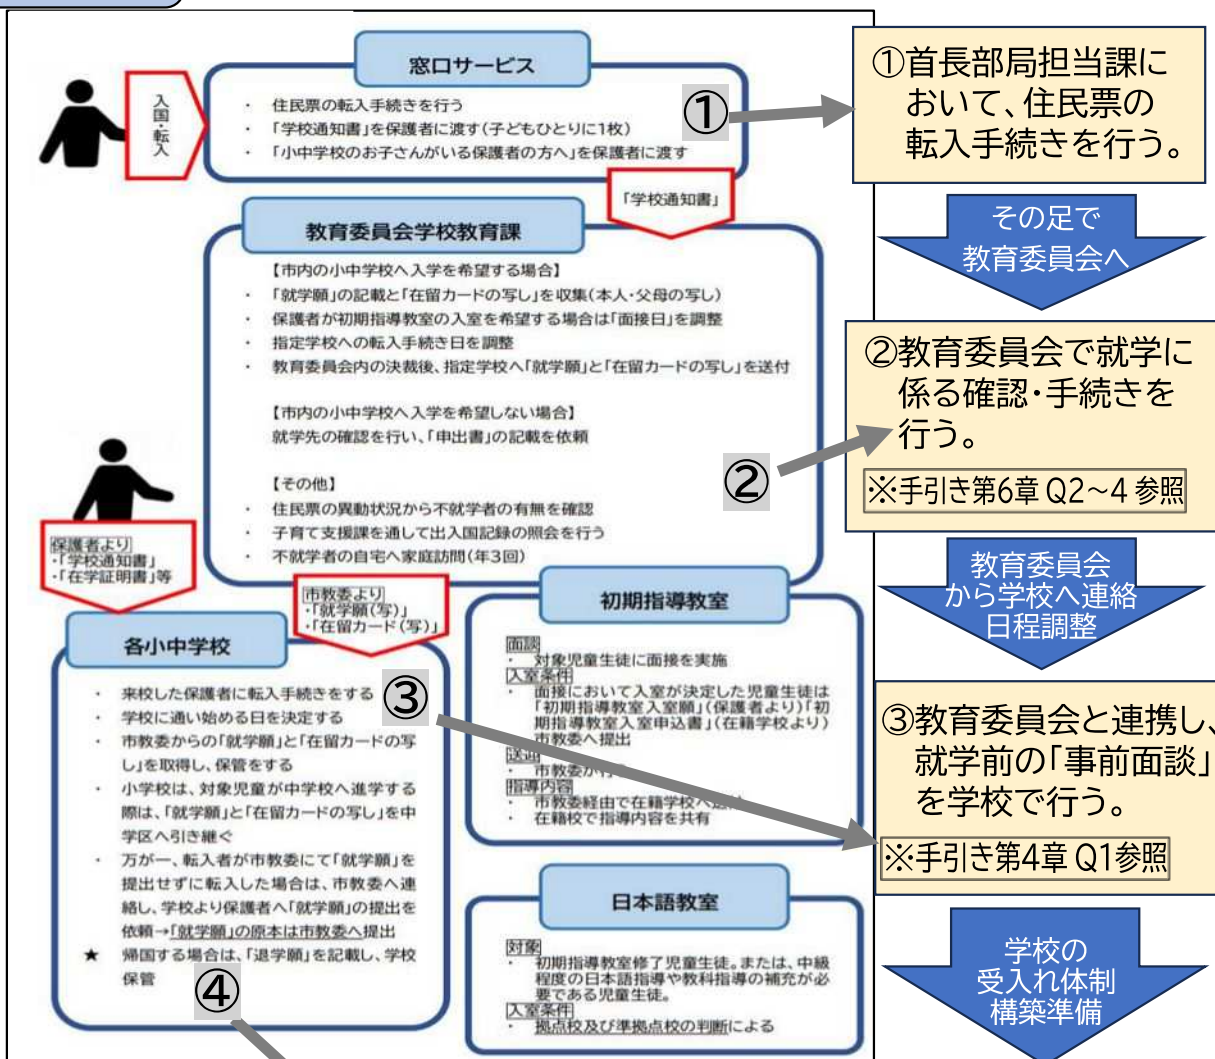 窓口サービス
入国・転入
・ 住民票の転入手続きを行う
・ 「学校通知書」を保護者に渡す(子どもひとりに1枚)
・ 「小中学校のお子さんがいる保護者の方へ」を保護者に渡す
①
「学校通知書」
教育委員会学校教育課
【市内の小中学校へ入学を希望する場合】
・ 「就学願」の記載と「在留カードの写し」を収集(本人・父母の写し)
・ 保護者が初期指導教室の入室を希望する場合は「面接日」を調整
・ 指定学校への転入手続き日を調整
・ 教育委員会内の決裁後、指定学校へ「就学願」と「在留カードの写し」を送付
【市内の小中学校へ入学を希望しない場合】
就学先の確認を行い、「申出書」の記載を依頼
②
【その他】
・ 住民票の異動状況から不就学者の有無を確認
・ 子育て支援課を通して出入国記録の照会を行う
・ 不就学者の自宅へ家庭訪問(年3回)
保護者より
・「学校通知書」
・「在学証明書」等
市教委より
・「就学願(写)」
・「在留カード(写)」
各小中学校
・ 来校した保護者に転入手続きをする
・ 学校に通い始める日を決定する
・ 市教委からの「就学願」と「在留カードの写
し」を取得し、保管をする
・ 小学校は、対象児童が中学校へ進学する
際は、「就学願」と「在留カードの写し」を中
学区へ引き継ぐ
・ 万が一、転入者が市教委にて「就学願」を
提出せずに転入した場合は、市教委へ連
絡し、学校より保護者へ「就学願」の提出を
依頼→「就学願」の原本は市教委へ提出
★ 帰国する場合は、「退学願」を記載し、学校
保管
③
④
初期指導教室
面談
・ 対象児童生徒に面接を実施
入室条件
・ 面接において入室が決定した児童生徒は
「初期指導教室入室願」(保護者より)「初
期指導教室入室申込書」(在籍学校より)
市教委へ提出
送迎
・ 市教委が行
指導内容
・ 市教委経由で在籍学校へ
・ 在籍校で指導内容を共有
日本語教室
対象
・ 初期指導教室修了児童生徒。または、中級
程度の日本語指導や教科指導の補充が必
要である児童生徒。
入室条件
・ 拠点校及び準拠点校の判断による
①首長部局担当課に
おいて、住民票の
転入手続きを行う。
その足で
教育委員会へ
②教育委員会で就学に
係る確認・手続きを
行う。
※手引き第6章 Q2～4 参照
教育委員会
から学校へ連絡
日程調整
③教育委員会と連携し、
就学前の「事前面談」
を学校で行う。
※手引き第4章 Q1参照
学校の
受入れ体制
構築準備